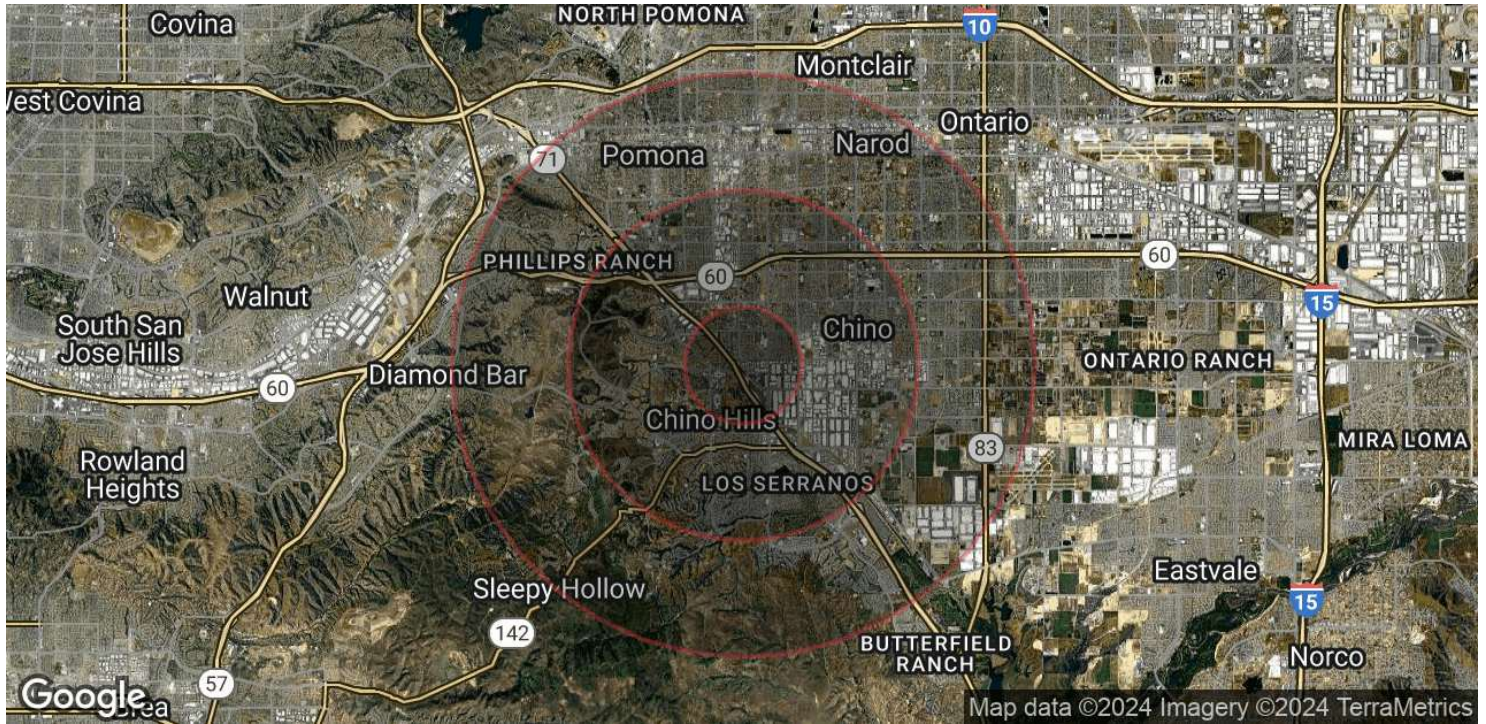 NORTH POMONA
Covina
10
Montclair
West Covina
Ontario
Narod
71
Pomona
PHILLIPS RANCH
60
60
Walnut
15
South San
Jose Hills
Chino
ONTARIO RANCH
60
Diamond Bar
Chino Hills
MIRA LOMA
83
Rowland
Heights
LOS SERRANOS
Eastvale
Sleepy Hollow
15
142
BUTTERFIELD
RANCH
Norco
57
Google
Brea
Map data ©2024 Imagery ©2024 TerraMetrics